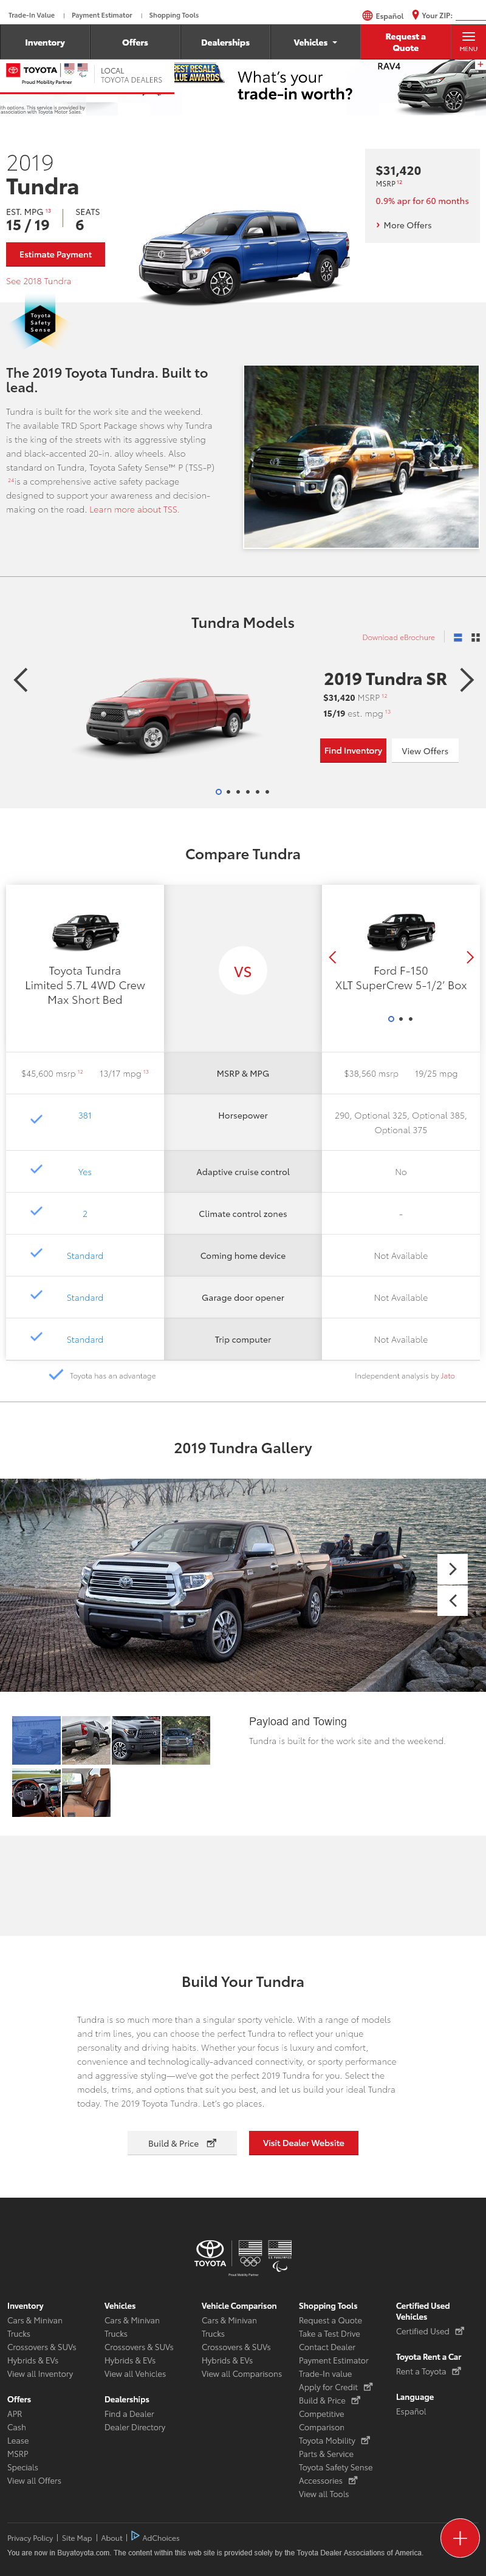 Trade-In Value | Payment Estimator | Shopping Tools
Español Your ZIP:
Inventory Offers Dealerships Vehicles Request a Quote MENU
TOYOTA
Proud Mobility Partner
LOCAL
TOYOTA DEALERS
BEST RESALE
VALUE AWARDS
What's your
trade-in worth?
RAV4
th options. This service is provided by
association with Toyota Motor Sales.
2019
Tundra
EST. MPG 13
15 / 19
SEATS
6
Estimate Payment
See 2018 Tundra
$31,420
MSRP 12
0.9% apr for 60 months
› More Offers
Toyota
Safety
Sense
The 2019 Toyota Tundra. Built to
lead.
Tundra is built for the work site and the weekend.
The available TRD Sport Package shows why Tundra
is the king of the streets with its aggressive styling
and black-accented 20-in. alloy wheels. Also
standard on Tundra, Toyota Safety Sense™ P (TSS-P)
24 is a comprehensive active safety package
designed to support your awareness and decision-
making on the road. Learn more about TSS.
Tundra Models
Download eBrochure
2019 Tundra SR
$31,420 MSRP 12
15/19 est. mpg 13
Find Inventory View Offers
Compare Tundra
Toyota Tundra
Limited 5.7L 4WD Crew
Max Short Bed
VS
Ford F-150
XLT SuperCrew 5-1/2' Box
$45,600 msrp 12 13/17 mpg 13 MSRP & MPG $38,560 msrp 19/25 mpg
381 Horsepower 290, Optional 325, Optional 385,
Optional 375
Yes Adaptive cruise control No
2 Climate control zones -
Standard Coming home device Not Available
Standard Garage door opener Not Available
Standard Trip computer Not Available
Toyota has an advantage
Independent analysis by Jato
2019 Tundra Gallery
Payload and Towing
Tundra is built for the work site and the weekend.
Build Your Tundra
Tundra is so much more than a singular sporty vehicle. With a range of models
and trim lines, you can choose the perfect Tundra to reflect your unique
personality and driving habits. Whether your focus is luxury and comfort,
convenience and technologically-advanced connectivity, or sporty performance
and aggressive styling—we've got the perfect 2019 Tundra for you. Select the
models, trims, and options that suit you best, and let us build your ideal Tundra
today. The 2019 Toyota Tundra. Let's go places.
Build & Price
Visit Dealer Website
TOYOTA
Proud Mobility Partner
Inventory
Cars & Minivan
Trucks
Crossovers & SUVs
Hybrids & EVs
View all Inventory
Offers
APR
Cash
Lease
MSRP
Specials
View all Offers
Vehicles
Cars & Minivan
Trucks
Crossovers & SUVs
Hybrids & EVs
View all Vehicles
Dealerships
Find a Dealer
Dealer Directory
Vehicle Comparison
Cars & Minivan
Trucks
Crossovers & SUVs
Hybrids & EVs
View all Comparisons
Shopping Tools
Request a Quote
Take a Test Drive
Contact Dealer
Payment Estimator
Trade-In value
Apply for Credit
Build & Price
Competitive
Comparison
Toyota Mobility
Parts & Service
Toyota Safety Sense
Accessories
View all Tools
Certified Used
Vehicles
Certified Used
Toyota Rent a Car
Rent a Toyota
Language
Español
Privacy Policy | Site Map | About | AdChoices
You are now in Buyatoyota.com. The content within this web site is provided solely by the Toyota Dealer Associations of America.